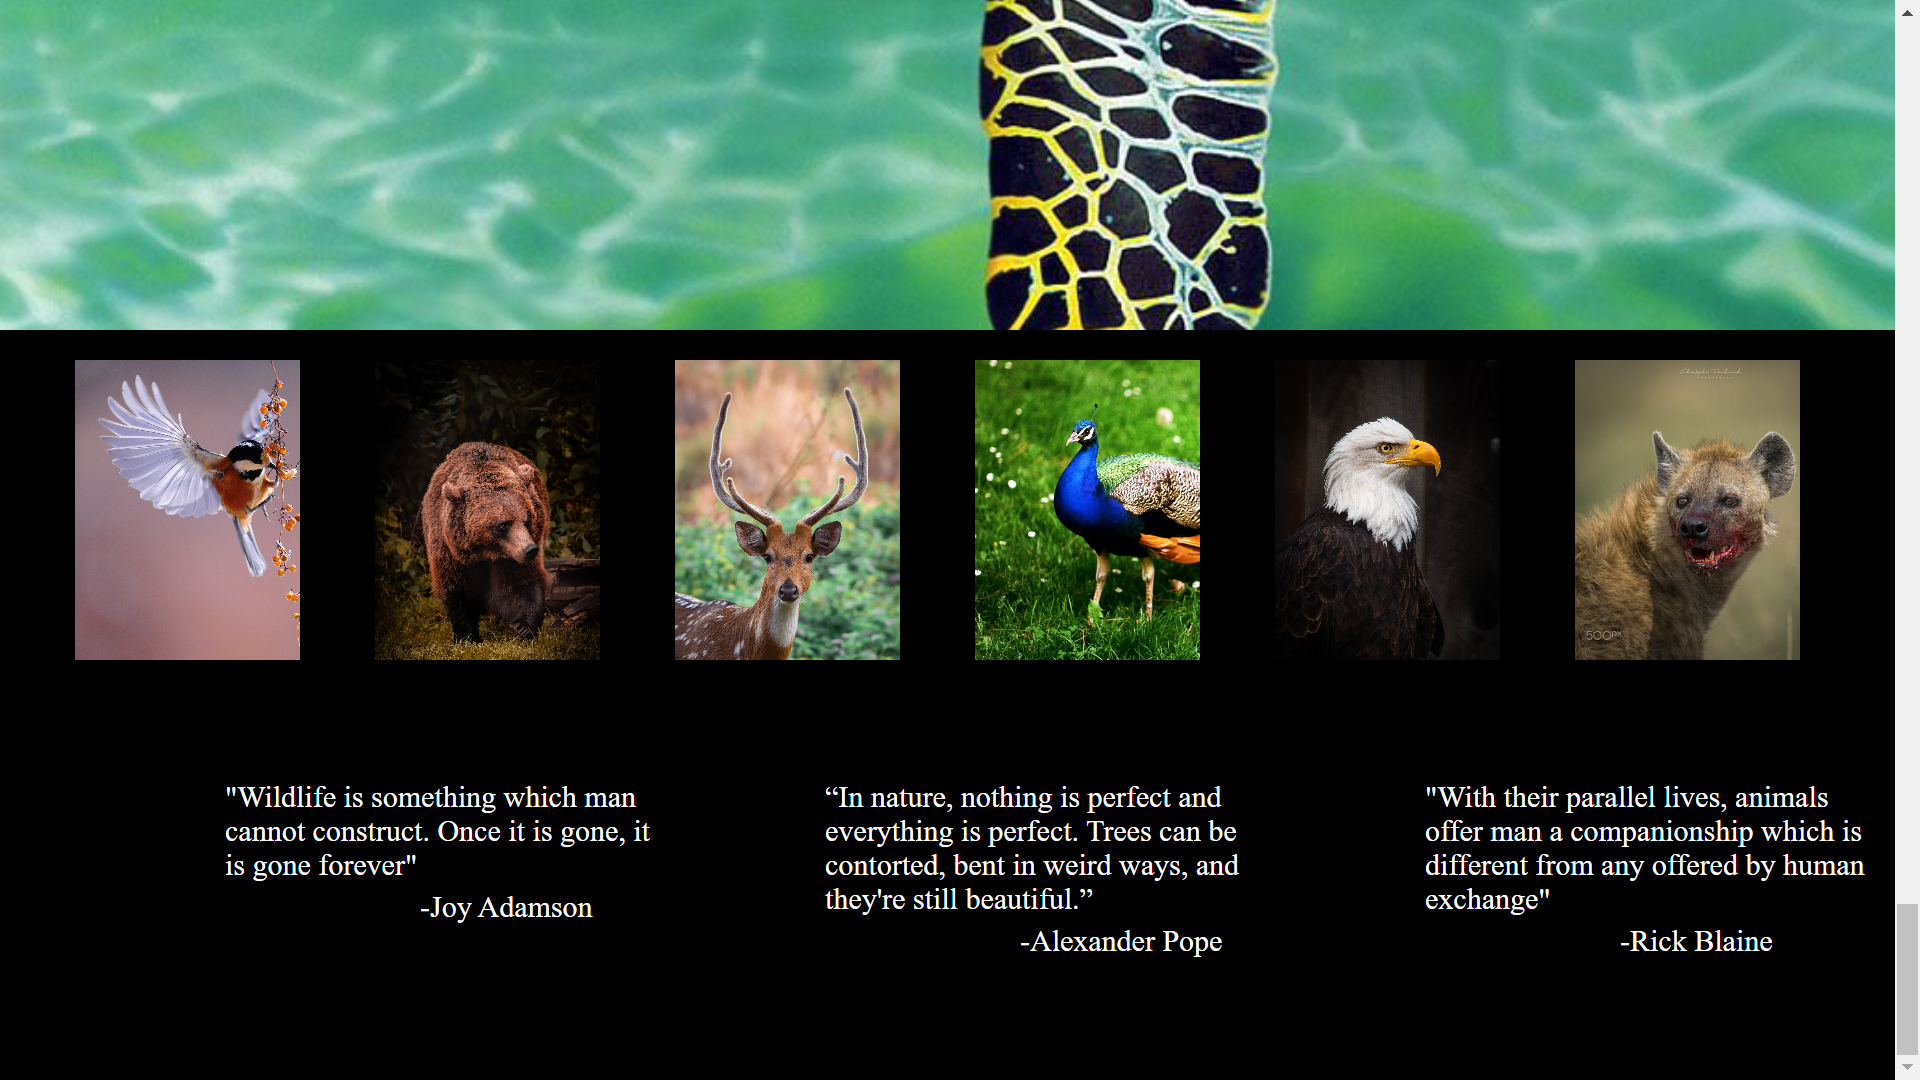 500px
"Wildlife is something which man
cannot construct. Once it is gone, it
is gone forever"
-Joy Adamson
“In nature, nothing is perfect and
everything is perfect. Trees can be
contorted, bent in weird ways, and
they're still beautiful.”
-Alexander Pope
"With their parallel lives, animals
offer man a companionship which is
different from any offered by human
exchange"
-Rick Blaine